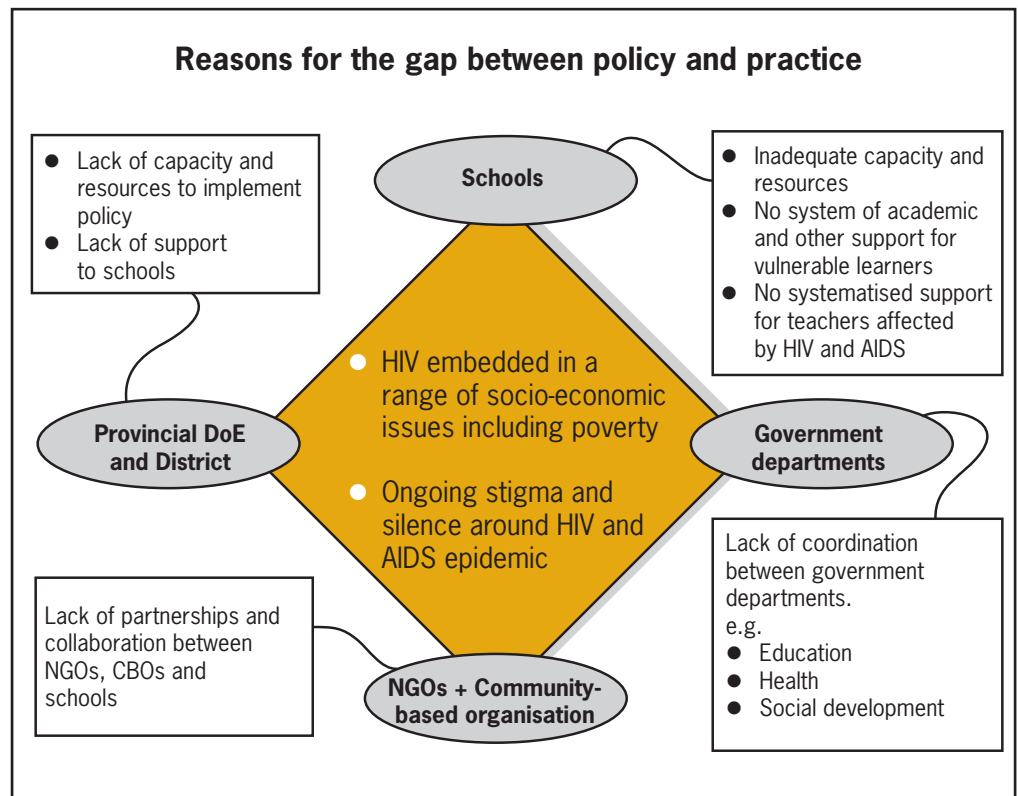 Reasons for the gap between policy and practice
● Lack of capacity and
resources to implement
policy
● Lack of support
to schools
Schools
● Inadequate capacity and
resources
● No system of academic
and other support for
vulnerable learners
● No systematised support
for teachers affected
by HIV and AIDS
● HIV embedded in a
range of socio-economic
issues including poverty
● Ongoing stigma and
silence around HIV and
AIDS epidemic
Provincial DoE
and District
Government
departments
Lack of partnerships and
collaboration between
NGOs, CBOs and
schools
NGOs + Community-
based organisation
Lack of coordination
between government
departments.
e.g.
● Education
● Health
● Social development